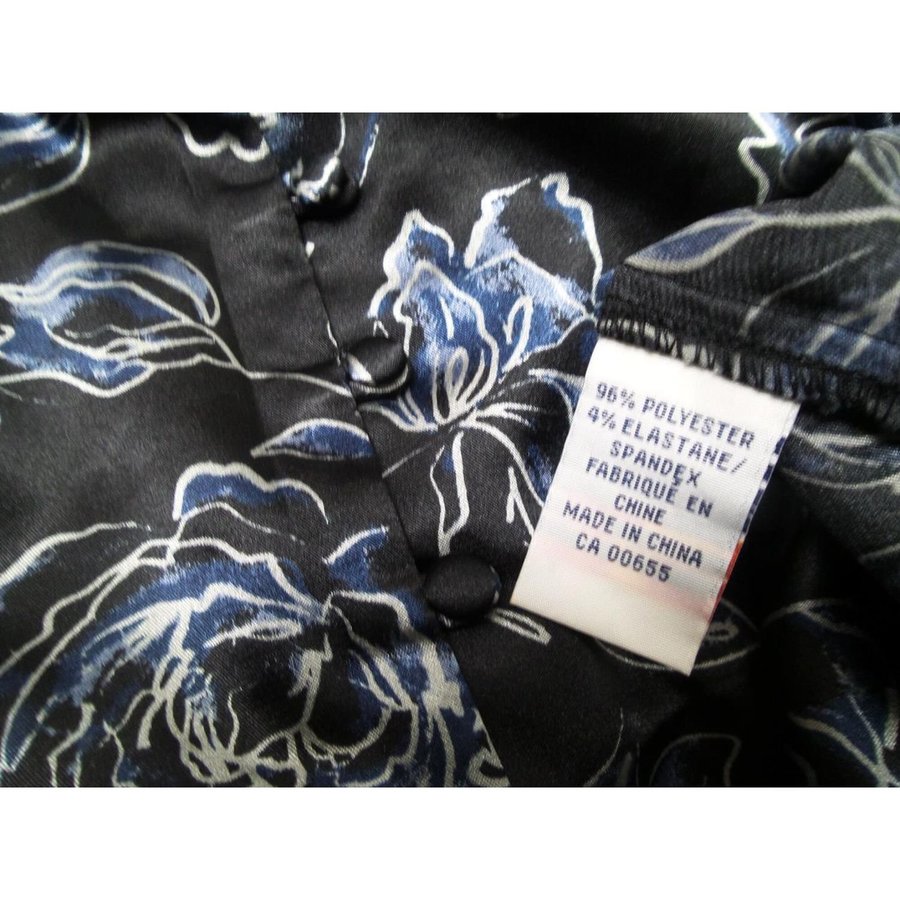 96% POLYESTER
4% ELASTANE/
SPANDEX
FABRIQUÉ EN
CHINE
MADE IN CHINA
CA 00655